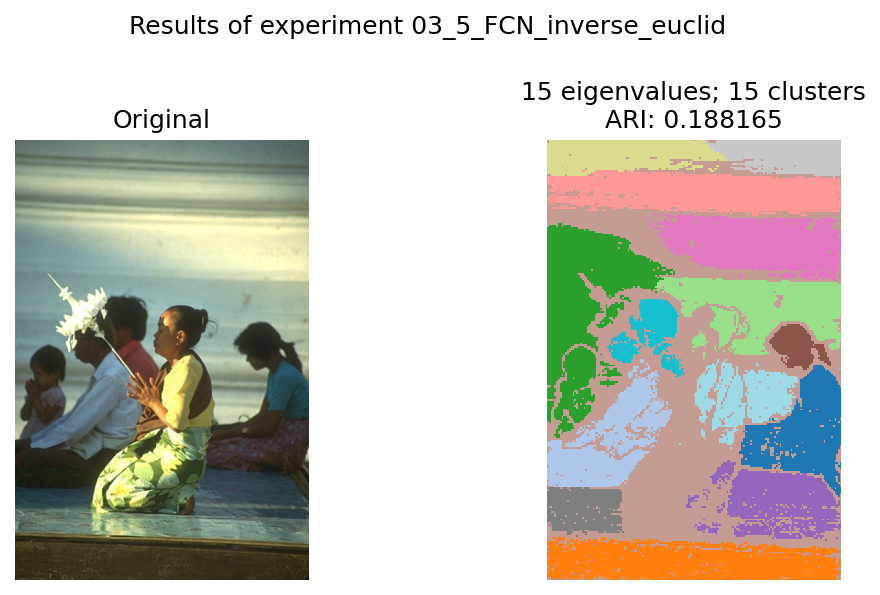 Results of experiment 03_5_FCN_inverse_euclid
Original
15 eigenvalues; 15 clusters
ARI: 0.188165